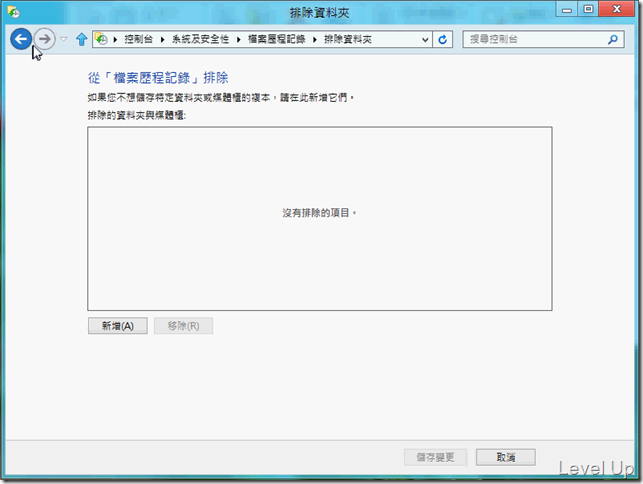 排除資料夾
控制台 ▸ 系統及安全性 ▸ 檔案歷程記錄 ▸ 排除資料夾
搜尋控制台
從「檔案歷程記錄」排除
如果您不想儲存特定資料夾或媒體櫃的複本，請在此新增它們。
排除的資料夾與媒體櫃:
沒有排除的項目。
新增(A)
移除(R)
儲存變更
取消
Level Up